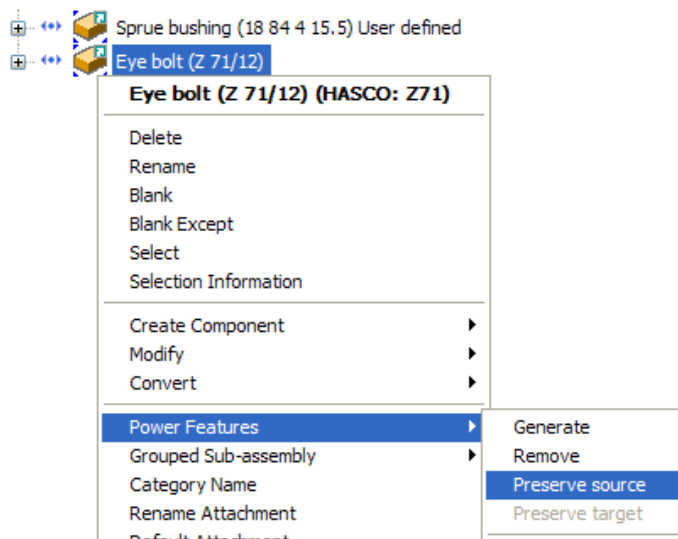 Sprue bushing (18 84 4 15.5) User defined
Eye bolt (Z 71/12)
Eye bolt (Z 71/12) (HASCO: Z71)
Delete
Rename
Blank
Blank Except
Select
Selection Information
Create Component
Modify
Convert
Power Features
Generate
Grouped Sub-assembly
Remove
Category Name
Preserve source
Rename Attachment
Preserve target
Default Attachment